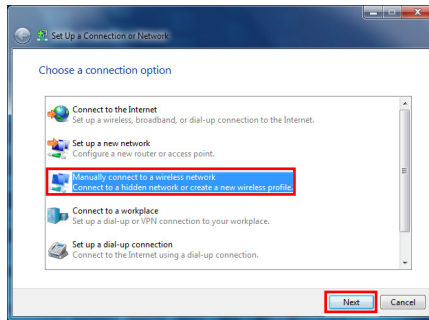 Set Up a Connection or Network
Choose a connection option
Connect to the Internet
Set up a wireless, broadband, or dial-up connection to the Internet.
Set up a new network
Configure a new router or access point.
Manually connect to a wireless network
Connect to a hidden network or create a new wireless profile.
Connect to a workplace
Set up a dial-up or VPN connection to your workplace.
Set up a dial-up connection
Connect to the Internet using a dial-up connection.
Next
Cancel